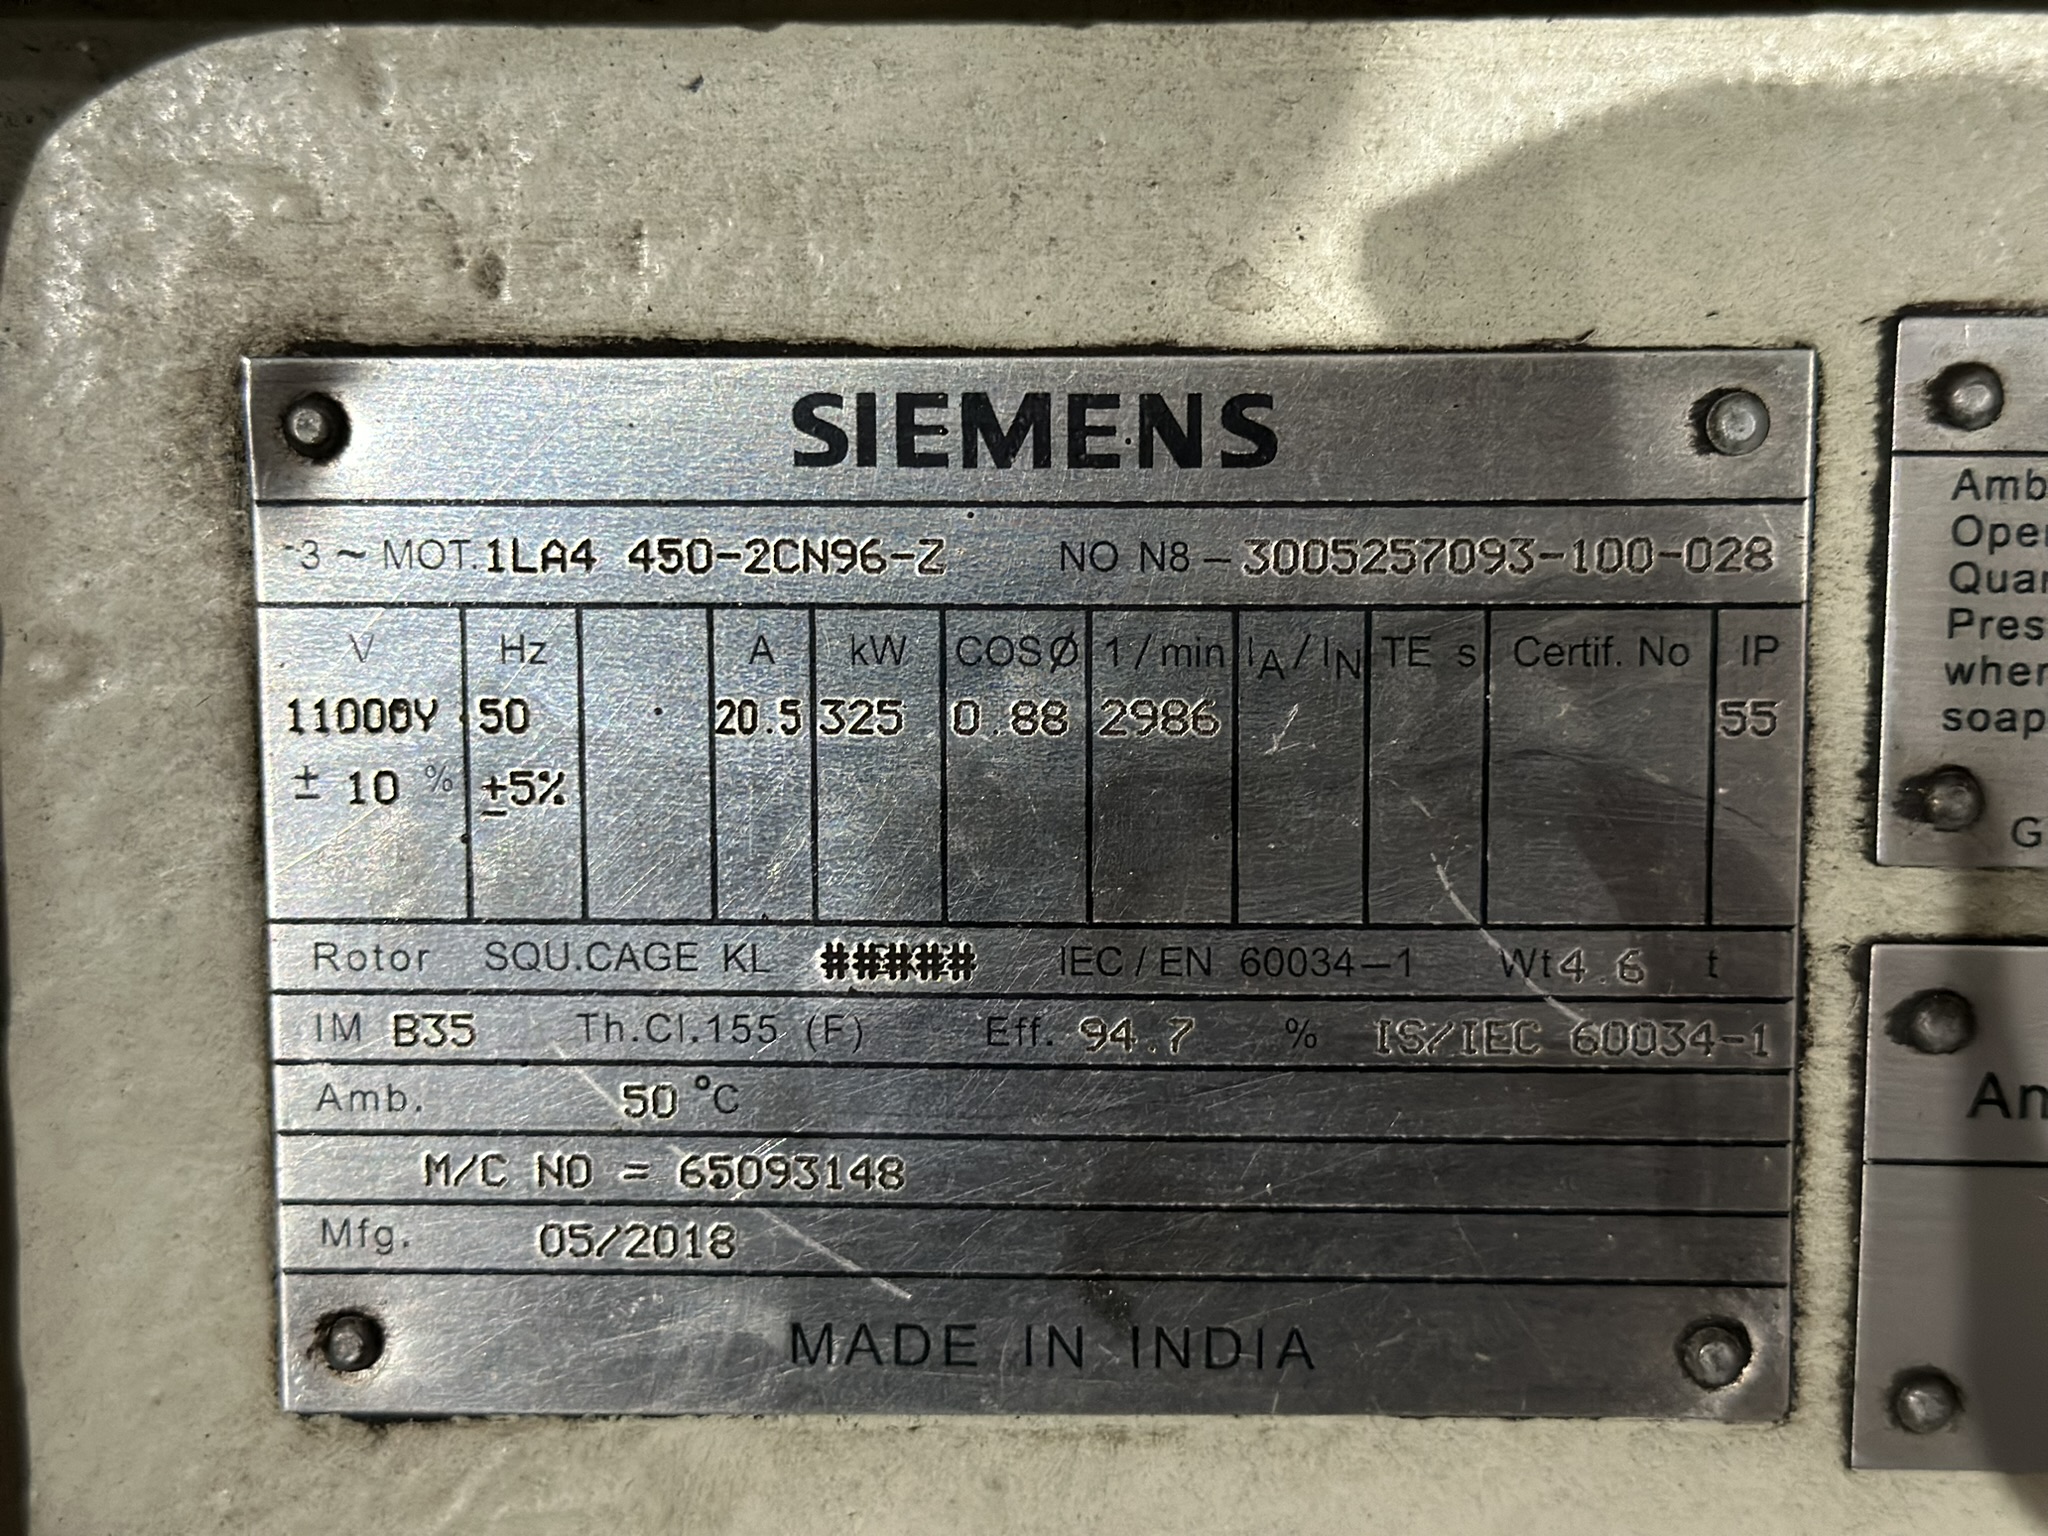 SIEMENS
3 ~ MOT. 1LA4 450-2CN96-Z NO N8-3005257093-100-028
V Hz A kW COSØ 1/min IA/IN TE s Certif. No IP
11000Y 50 20.5 325 0.88 2986 55
± 10 % ±5%
Rotor SQU.CAGE KL ##### IEC/EN 60034-1 Wt 4.6 t
IM B35 Th.Cl.155 (F) Eff. 94.7 % IS/IEC 60034-1
Amb. 50 °C
M/C NO = 65093148
Mfg. 05/2018
MADE IN INDIA